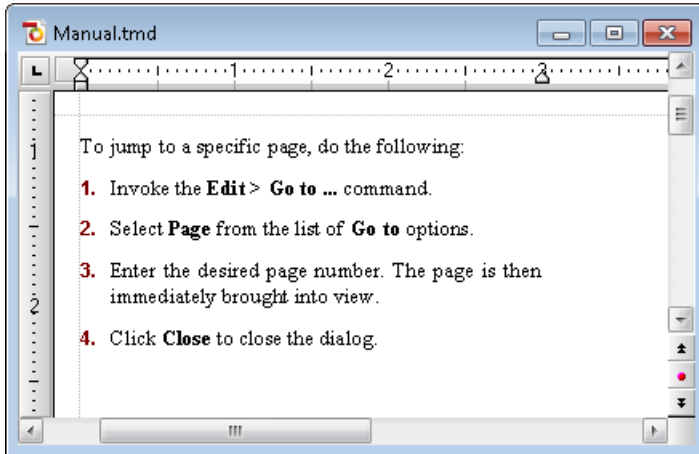 Manual.tmd
L 1 2 3
1
2
To jump to a specific page, do the following:
1. Invoke the Edit > Go to ... command.
2. Select Page from the list of Go to options.
3. Enter the desired page number. The page is then
immediately brought into view.
4. Click Close to close the dialog.